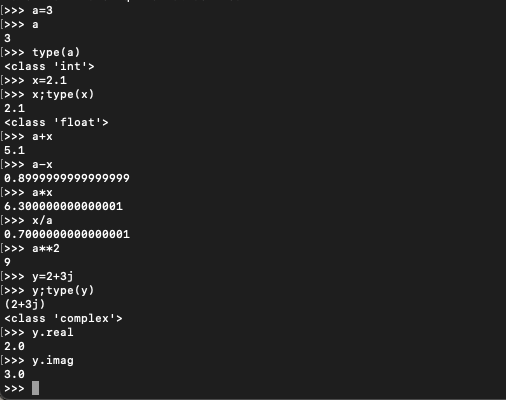 [>>> a=3
[>>> a
3
[>>> type(a)
<class 'int'>
[>>> x=2.1
[>>> x;type(x)
2.1
<class 'float'>
[>>> a+x
5.1
[>>> a-x
0.8999999999999999
[>>> a*x
6.300000000000001
[>>> x/a
0.7000000000000001
[>>> a**2
9
[>>> y=2+3j
[>>> y;type(y)
(2+3j)
<class 'complex'>
[>>> y.real
2.0
[>>> y.imag
3.0
>>>